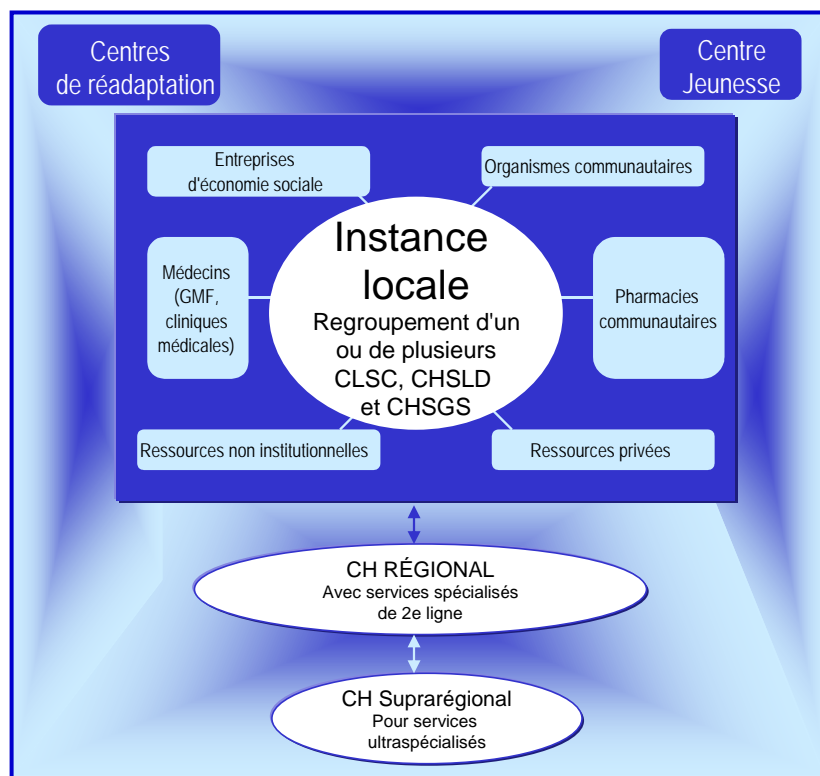 Centres
de réadaptation
Centre
Jeunesse
Entreprises
d'économie sociale
Organismes communautaires
Instance
locale
Regroupement d'un
ou de plusieurs
CLSC, CHSLD
et CHSGS
Médecins
(GMF,
cliniques
médicales)
Pharmacies
communautaires
Ressources non institutionnelles
Ressources privées
CH RÉGIONAL
Avec services spécialisés
de 2e ligne
CH Suprarégional
Pour services
ultraspécialisés